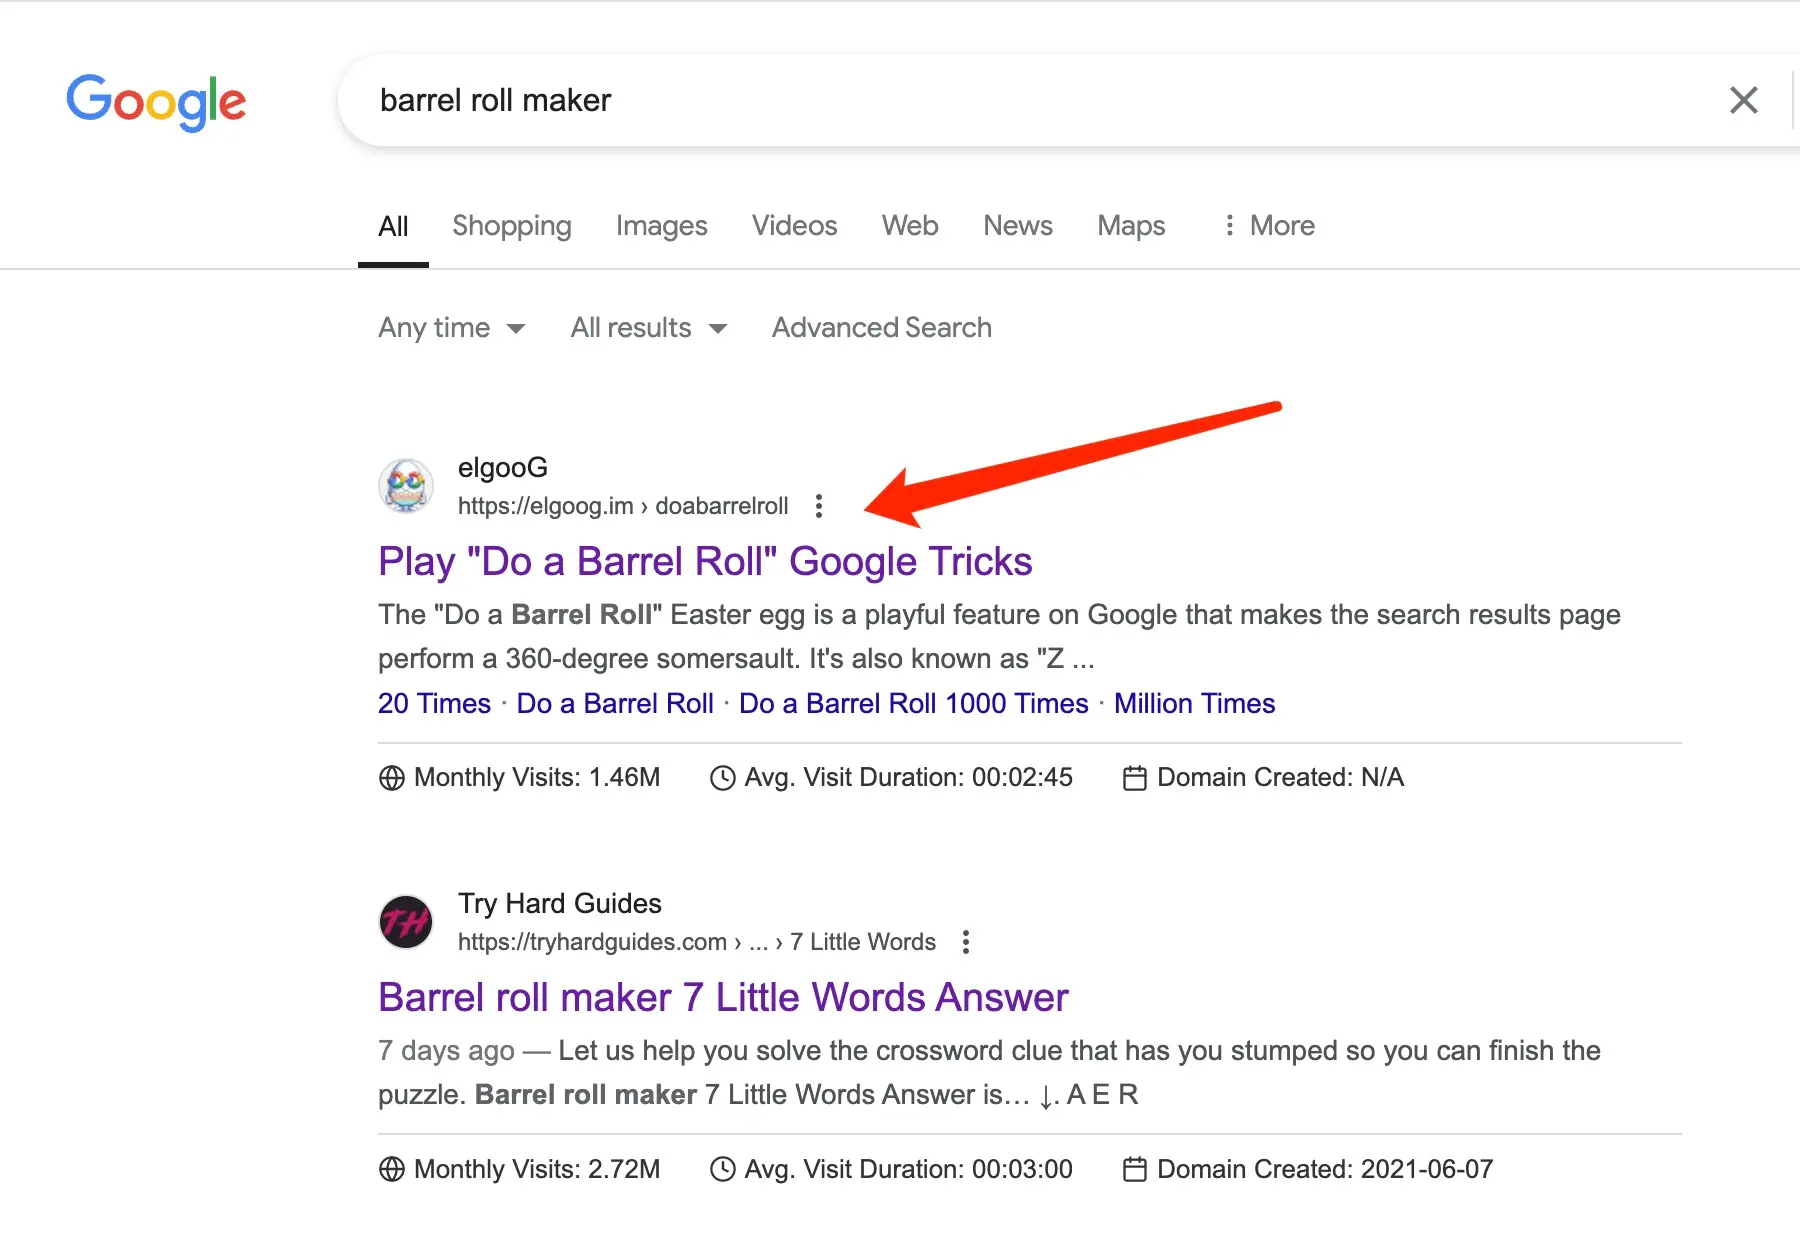 Google
barrel roll maker
All Shopping Images Videos Web News Maps More
Any time All results Advanced Search
elgooG
https://elgoog.im › doabarrelroll
Play "Do a Barrel Roll" Google Tricks
The "Do a Barrel Roll" Easter egg is a playful feature on Google that makes the search results page
perform a 360-degree somersault. It's also known as "Z ...
20 Times · Do a Barrel Roll · Do a Barrel Roll 1000 Times · Million Times
Monthly Visits: 1.46M Avg. Visit Duration: 00:02:45 Domain Created: N/A
TH
Try Hard Guides
https://tryhardguides.com › ... › 7 Little Words
Barrel roll maker 7 Little Words Answer
7 days ago — Let us help you solve the crossword clue that has you stumped so you can finish the
puzzle. Barrel roll maker 7 Little Words Answer is… ↓. A E R
Monthly Visits: 2.72M Avg. Visit Duration: 00:03:00 Domain Created: 2021-06-07